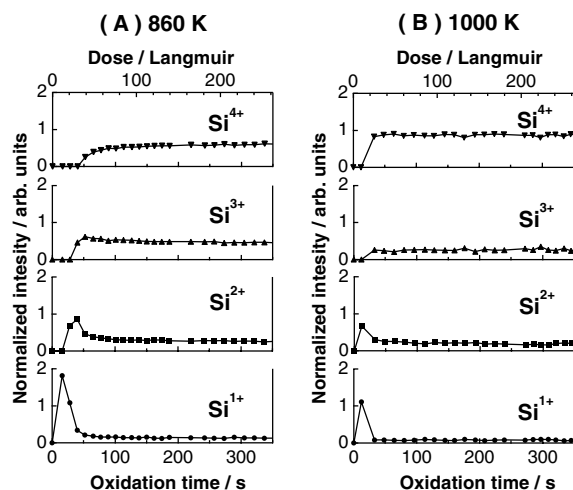 ( A ) 860 K
Dose / Langmuir
0 100 200
Normalized intesity / arb. units
2
1
0
Si4+
2
1
0
Si3+
2
1
0
Si2+
2
1
0
Si1+
0 100 200 300
Oxidation time / s
( B ) 1000 K
Dose / Langmuir
0 100 200
Normalized intesity / arb. units
2
1
0
Si4+
2
1
0
Si3+
2
1
0
Si2+
2
1
0
Si1+
0 100 200 300
Oxidation time / s